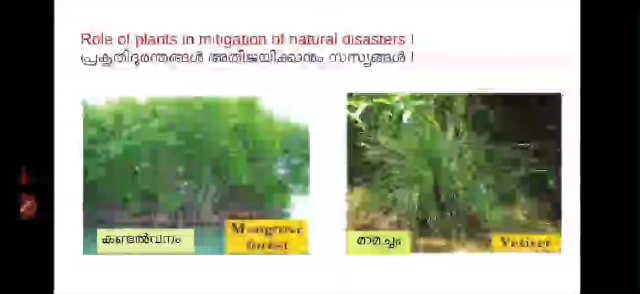 Role of plants in mitigation of natural disasters !
പ്രകൃതിദുരന്തങ്ങൾ അതിജയിക്കാനും സസ്യങ്ങൾ !
കണ്ടൽവനം
Mangrove
forest
രാമച്ചം
Vetiver